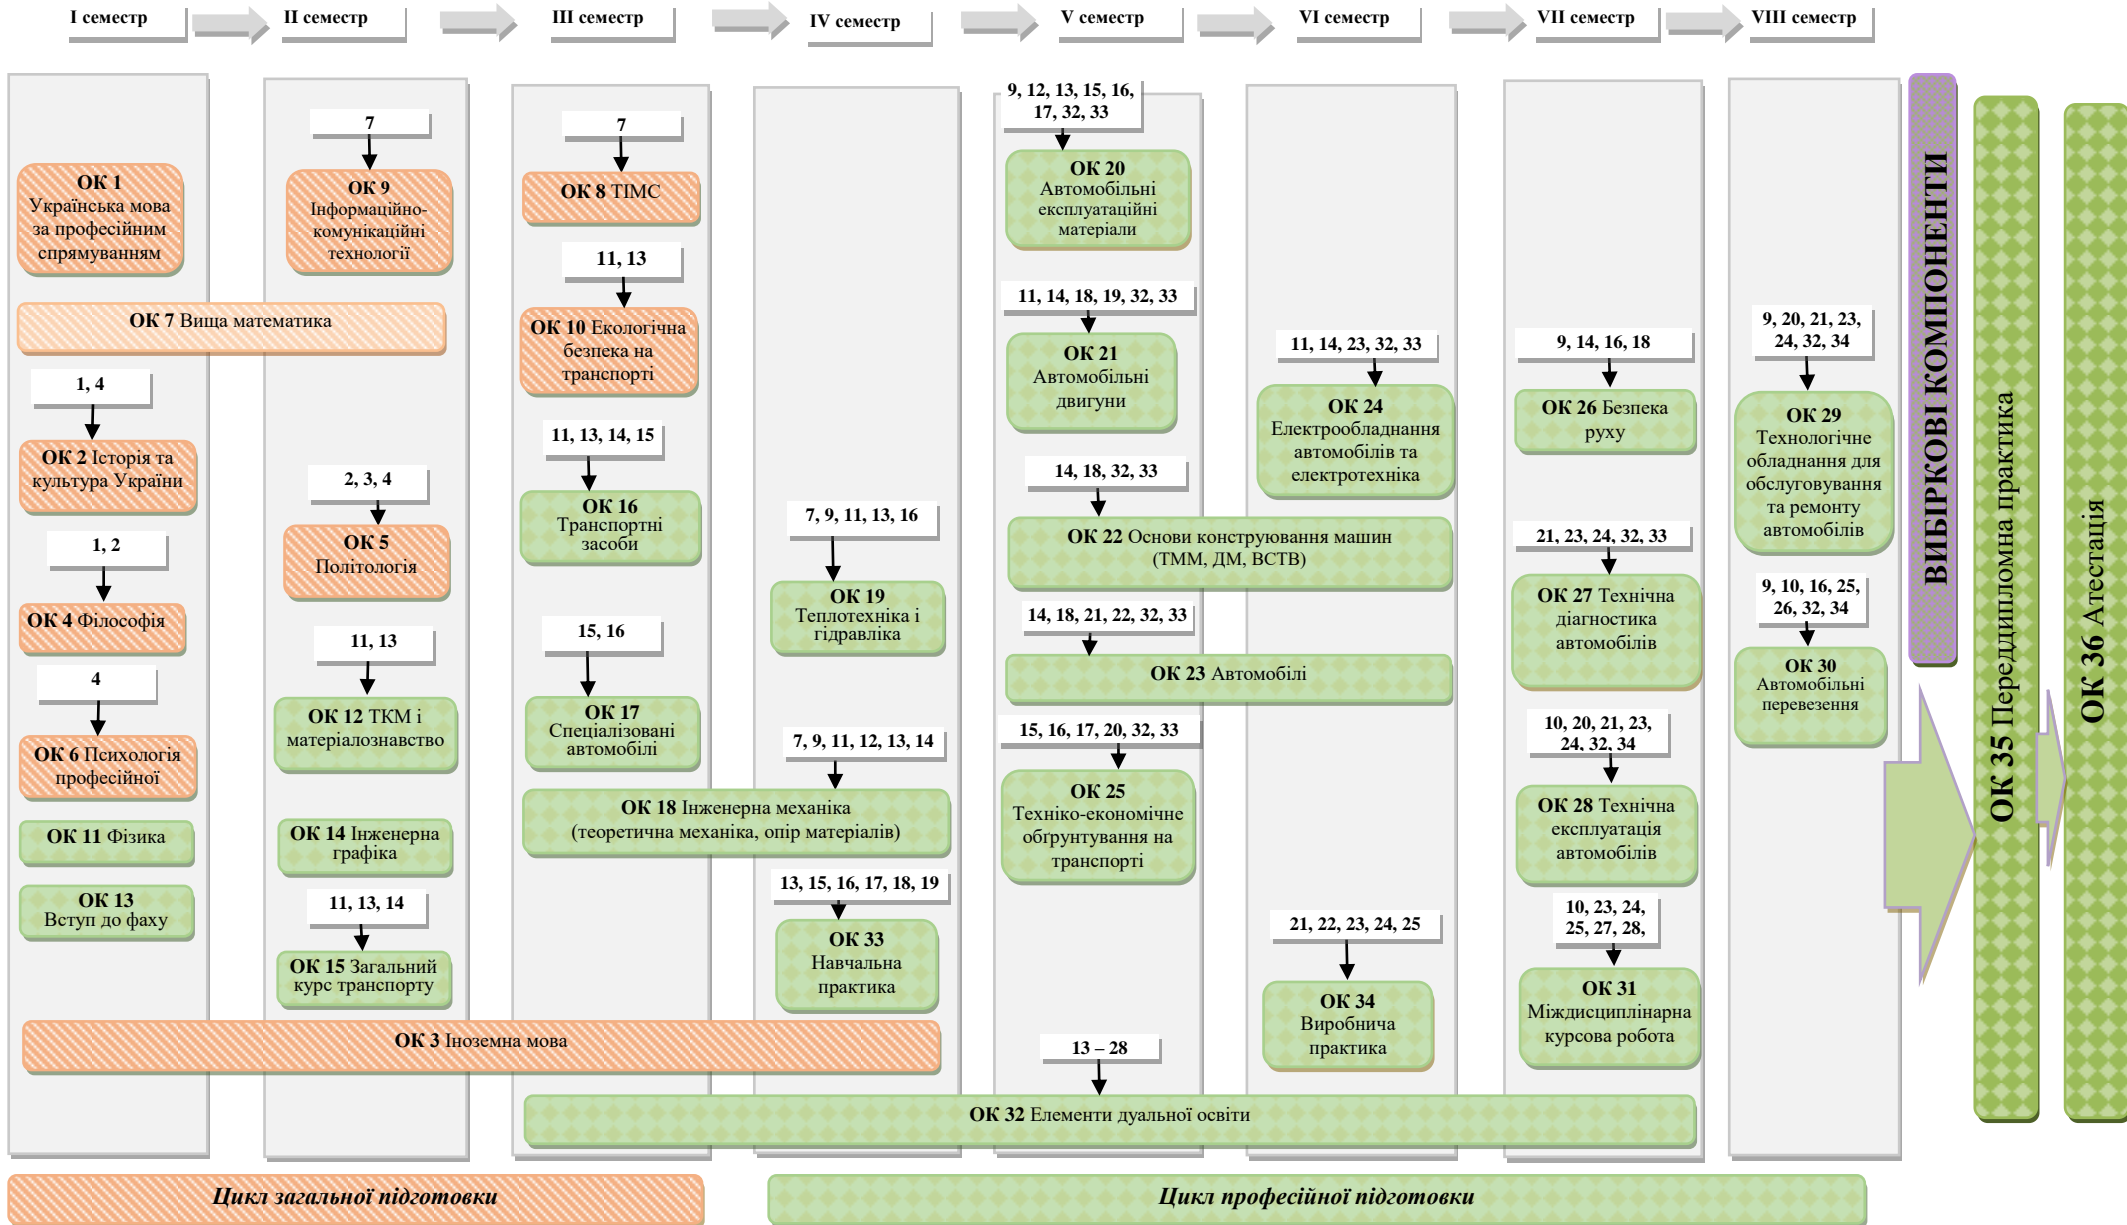 I семестр
II семестр
III семестр
IV семестр
V семестр
VI семестр
VII семестр
VIII семестр
ОК 1
Українська мова
за професійним
спрямуванням
ОК 7 Вища математика
1, 4
ОК 2 Історія та
культура України
1, 2
ОК 4 Філософія
4
ОК 6 Психологія
професійної
ОК 11 Фізика
ОК 13
Вступ до фаху
7
ОК 9
Інформаційно-
комунікаційні
технології
2, 3, 4
ОК 5
Політологія
11, 13
ОК 12 ТКМ і
матеріалознавство
ОК 14 Інженерна
графіка
11, 13, 14
ОК 15 Загальний
курс транспорту
ОК 3 Іноземна мова
7
ОК 8 ТІМС
11, 13
ОК 10 Екологічна
безпека на
транспорті
11, 13, 14, 15
ОК 16
Транспортні
засоби
15, 16
ОК 17
Спеціалізовані
автомобілі
ОК 18 Інженерна механіка
(теоретична механіка, опір матеріалів)
7, 9, 11, 13, 16
ОК 19
Теплотехніка і
гідравліка
7, 9, 11, 12, 13, 14
13, 15, 16, 17, 18, 19
ОК 33
Навчальна
практика
9, 12, 13, 15, 16,
17, 32, 33
ОК 20
Автомобільні
експлуатаційні
матеріали
11, 14, 18, 19, 32, 33
ОК 21
Автомобільні
двигуни
14, 18, 32, 33
ОК 22 Основи конструювання машин
(ТММ, ДМ, ВСТВ)
14, 18, 21, 22, 32, 33
ОК 23 Автомобілі
15, 16, 17, 20, 32, 33
ОК 25
Техніко-економічне
обґрунтування на
транспорті
13 – 28
ОК 32 Елементи дуальної освіти
11, 14, 23, 32, 33
ОК 24
Електрообладнання
автомобілів та
електротехніка
21, 22, 23, 24, 25
ОК 34
Виробнича
практика
9, 14, 16, 18
ОК 26 Безпека
руху
21, 23, 24, 32, 33
ОК 27 Технічна
діагностика
автомобілів
10, 20, 21, 23,
24, 32, 34
ОК 28 Технічна
експлуатація
автомобілів
10, 23, 24,
25, 27, 28,
ОК 31
Міждисциплінарна
курсова робота
9, 20, 21, 23,
24, 32, 34
ОК 29
Технологічне
обладнання для
обслуговування
та ремонту
автомобілів
9, 10, 16, 25,
26, 32, 34
ОК 30
Автомобільні
перевезення
ВИБІРКОВІ КОМПОНЕНТИ
ОК 35 Переддипломна практика
ОК 36 Атестація
Цикл загальної підготовки
Цикл професійної підготовки